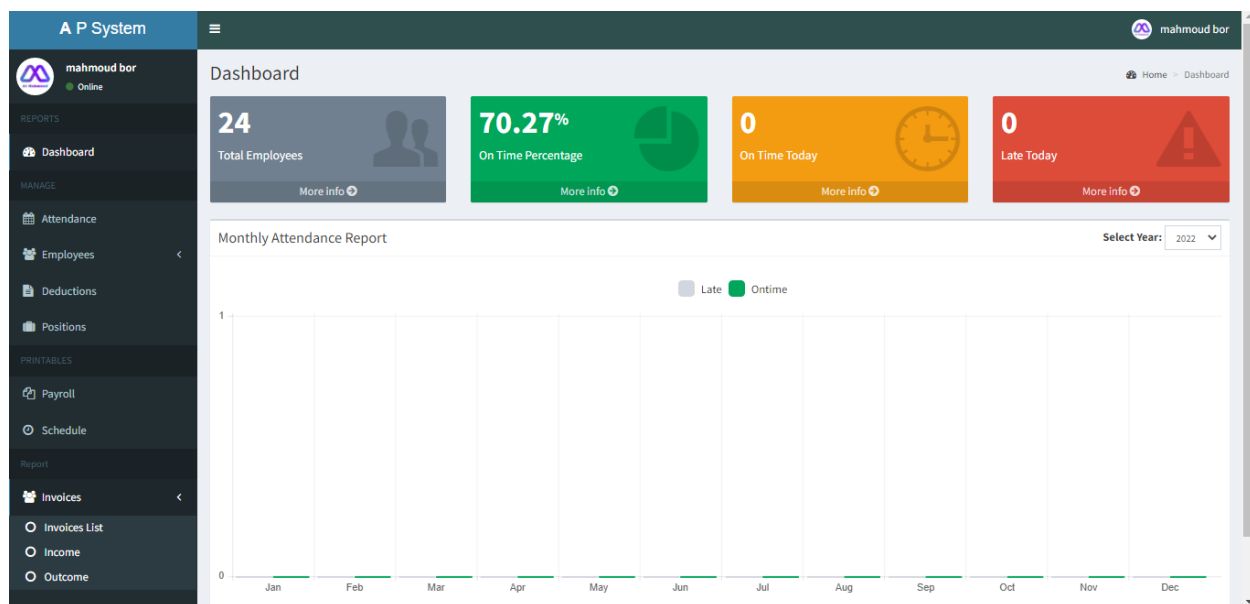 A P System
mahmoud bor
mahmoud bor
Online
REPORTS
Dashboard
MANAGE
Attendance
Employees
Deductions
Positions
PRINTABLES
Payroll
Schedule
Report
Invoices
Invoices List
Income
Outcome
Dashboard
Home > Dashboard
24
Total Employees
More info
70.27%
On Time Percentage
More info
0
On Time Today
More info
0
Late Today
More info
Monthly Attendance Report
Select Year: 2022
Late Ontime
1
0
Jan Feb Mar Apr May Jun Jul Aug Sep Oct Nov Dec